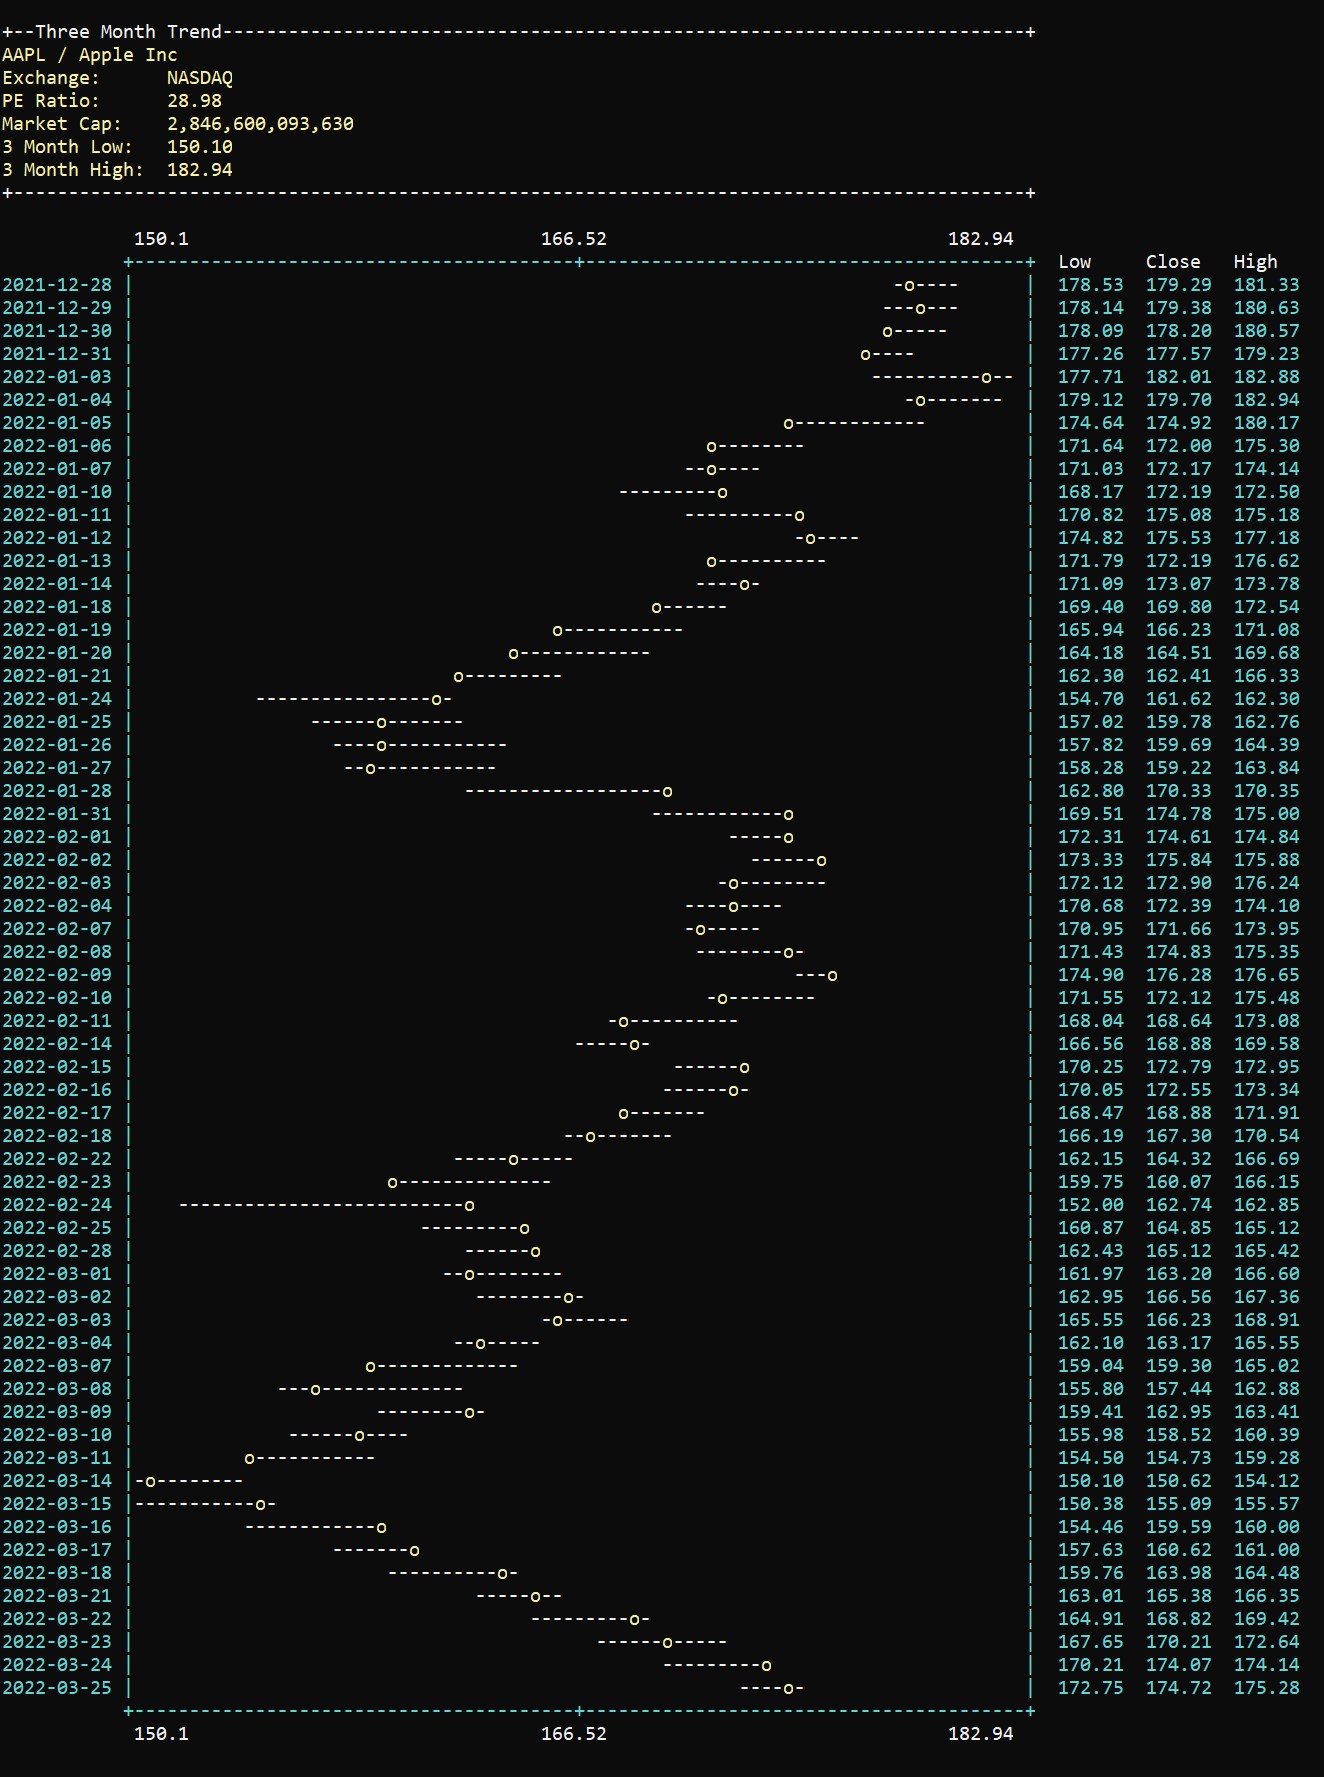 +--Three Month Trend-------------------------------------------------------------------------+
AAPL / Apple Inc
Exchange: NASDAQ
PE Ratio: 28.98
Market Cap: 2,846,600,093,630
3 Month Low: 150.10
3 Month High: 182.94
150.1 166.52 182.94
Low Close High
2021-12-28 178.53 179.29 181.33
2021-12-29 178.14 179.38 180.63
2021-12-30 178.09 178.20 180.57
2021-12-31 177.26 177.57 179.23
2022-01-03 177.71 182.01 182.88
2022-01-04 179.12 179.70 182.94
2022-01-05 174.64 174.92 180.17
2022-01-06 171.64 172.00 175.30
2022-01-07 171.03 172.17 174.14
2022-01-10 168.17 172.19 172.50
2022-01-11 170.82 175.08 175.18
2022-01-12 174.82 175.53 177.18
2022-01-13 171.79 172.19 176.62
2022-01-14 171.09 173.07 173.78
2022-01-18 169.40 169.80 172.54
2022-01-19 165.94 166.23 171.08
2022-01-20 164.18 164.51 169.68
2022-01-21 162.30 162.41 166.33
2022-01-24 154.70 161.62 162.30
2022-01-25 157.02 159.78 162.76
2022-01-26 157.82 159.69 164.39
2022-01-27 158.28 159.22 163.84
2022-01-28 162.80 170.33 170.35
2022-01-31 169.51 174.78 175.00
2022-02-01 172.31 174.61 174.84
2022-02-02 173.33 175.84 175.88
2022-02-03 172.12 172.90 176.24
2022-02-04 170.68 172.39 174.10
2022-02-07 170.95 171.66 173.95
2022-02-08 171.43 174.83 175.35
2022-02-09 174.90 176.28 176.65
2022-02-10 171.55 172.12 175.48
2022-02-11 168.04 168.64 173.08
2022-02-14 166.56 168.88 169.58
2022-02-15 170.25 172.79 172.95
2022-02-16 170.05 172.55 173.34
2022-02-17 168.47 168.88 171.91
2022-02-18 166.19 167.30 170.54
2022-02-22 162.15 164.32 166.69
2022-02-23 159.75 160.07 166.15
2022-02-24 152.00 162.74 162.85
2022-02-25 160.87 164.85 165.12
2022-02-28 162.43 165.12 165.42
2022-03-01 161.97 163.20 166.60
2022-03-02 162.95 166.56 167.36
2022-03-03 165.55 166.23 168.91
2022-03-04 162.10 163.17 165.55
2022-03-07 159.04 159.30 165.02
2022-03-08 155.80 157.44 162.88
2022-03-09 159.41 162.95 163.41
2022-03-10 155.98 158.52 160.39
2022-03-11 154.50 154.73 159.28
2022-03-14 150.10 150.62 154.12
2022-03-15 150.38 155.09 155.57
2022-03-16 154.46 159.59 160.00
2022-03-17 157.63 160.62 161.00
2022-03-18 159.76 163.98 164.48
2022-03-21 163.01 165.38 166.35
2022-03-22 164.91 168.82 169.42
2022-03-23 167.65 170.21 172.64
2022-03-24 170.21 174.07 174.14
2022-03-25 172.75 174.72 175.28
150.1 166.52 182.94